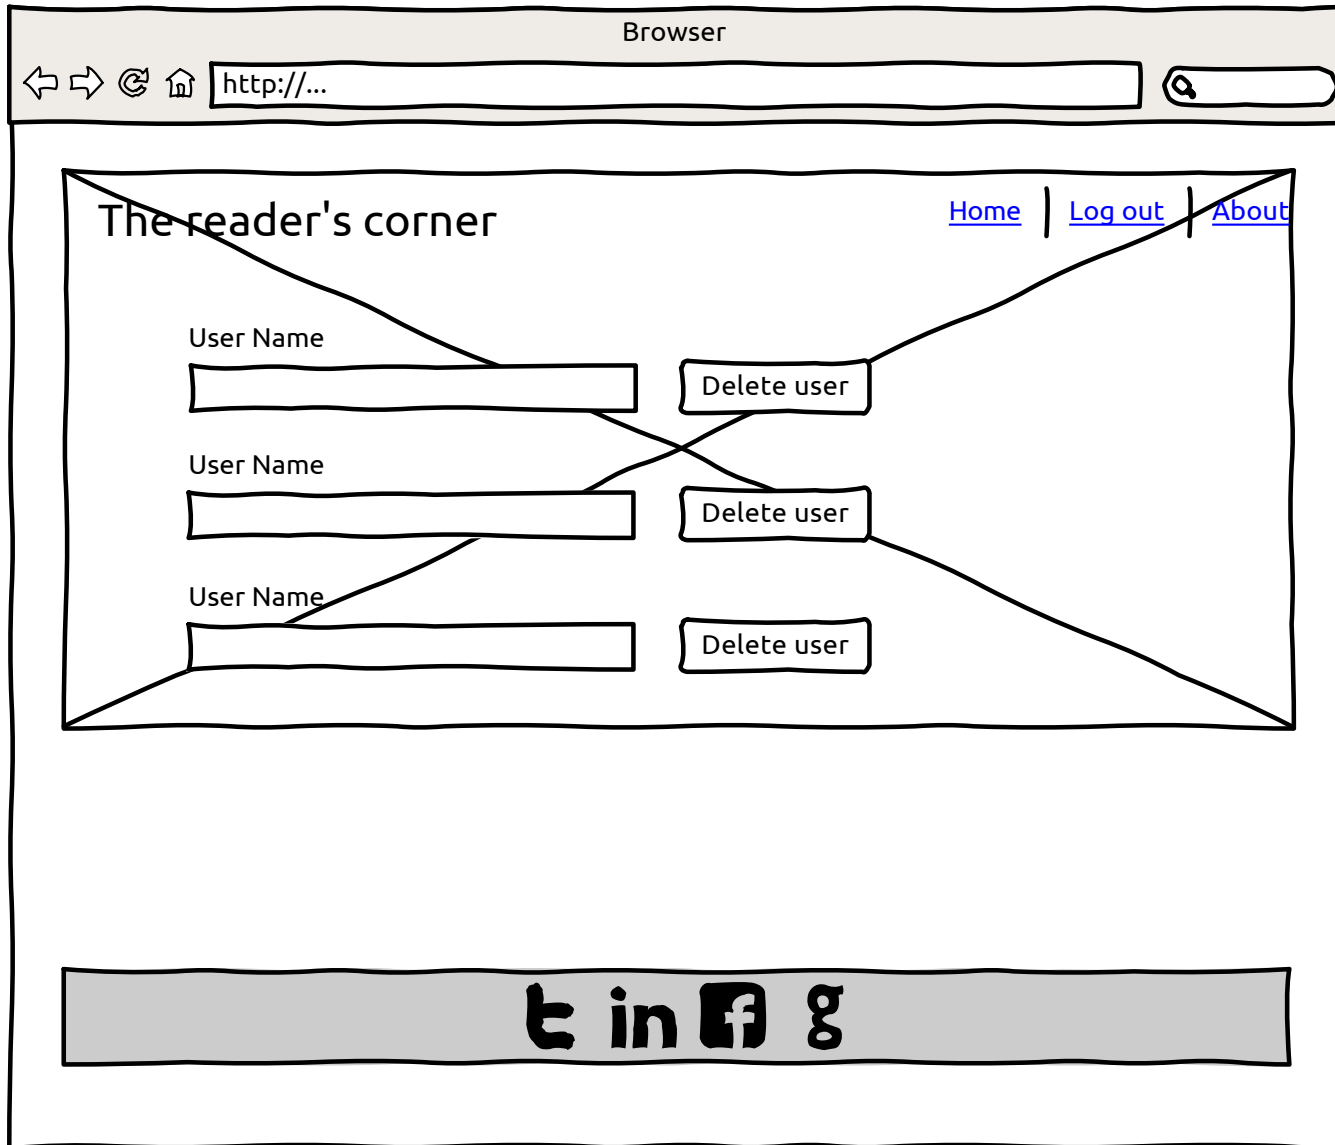 Browser
http://...
The reader's corner
Home Log out About
User Name
Delete user
User Name
Delete user
User Name
Delete user
t in f g